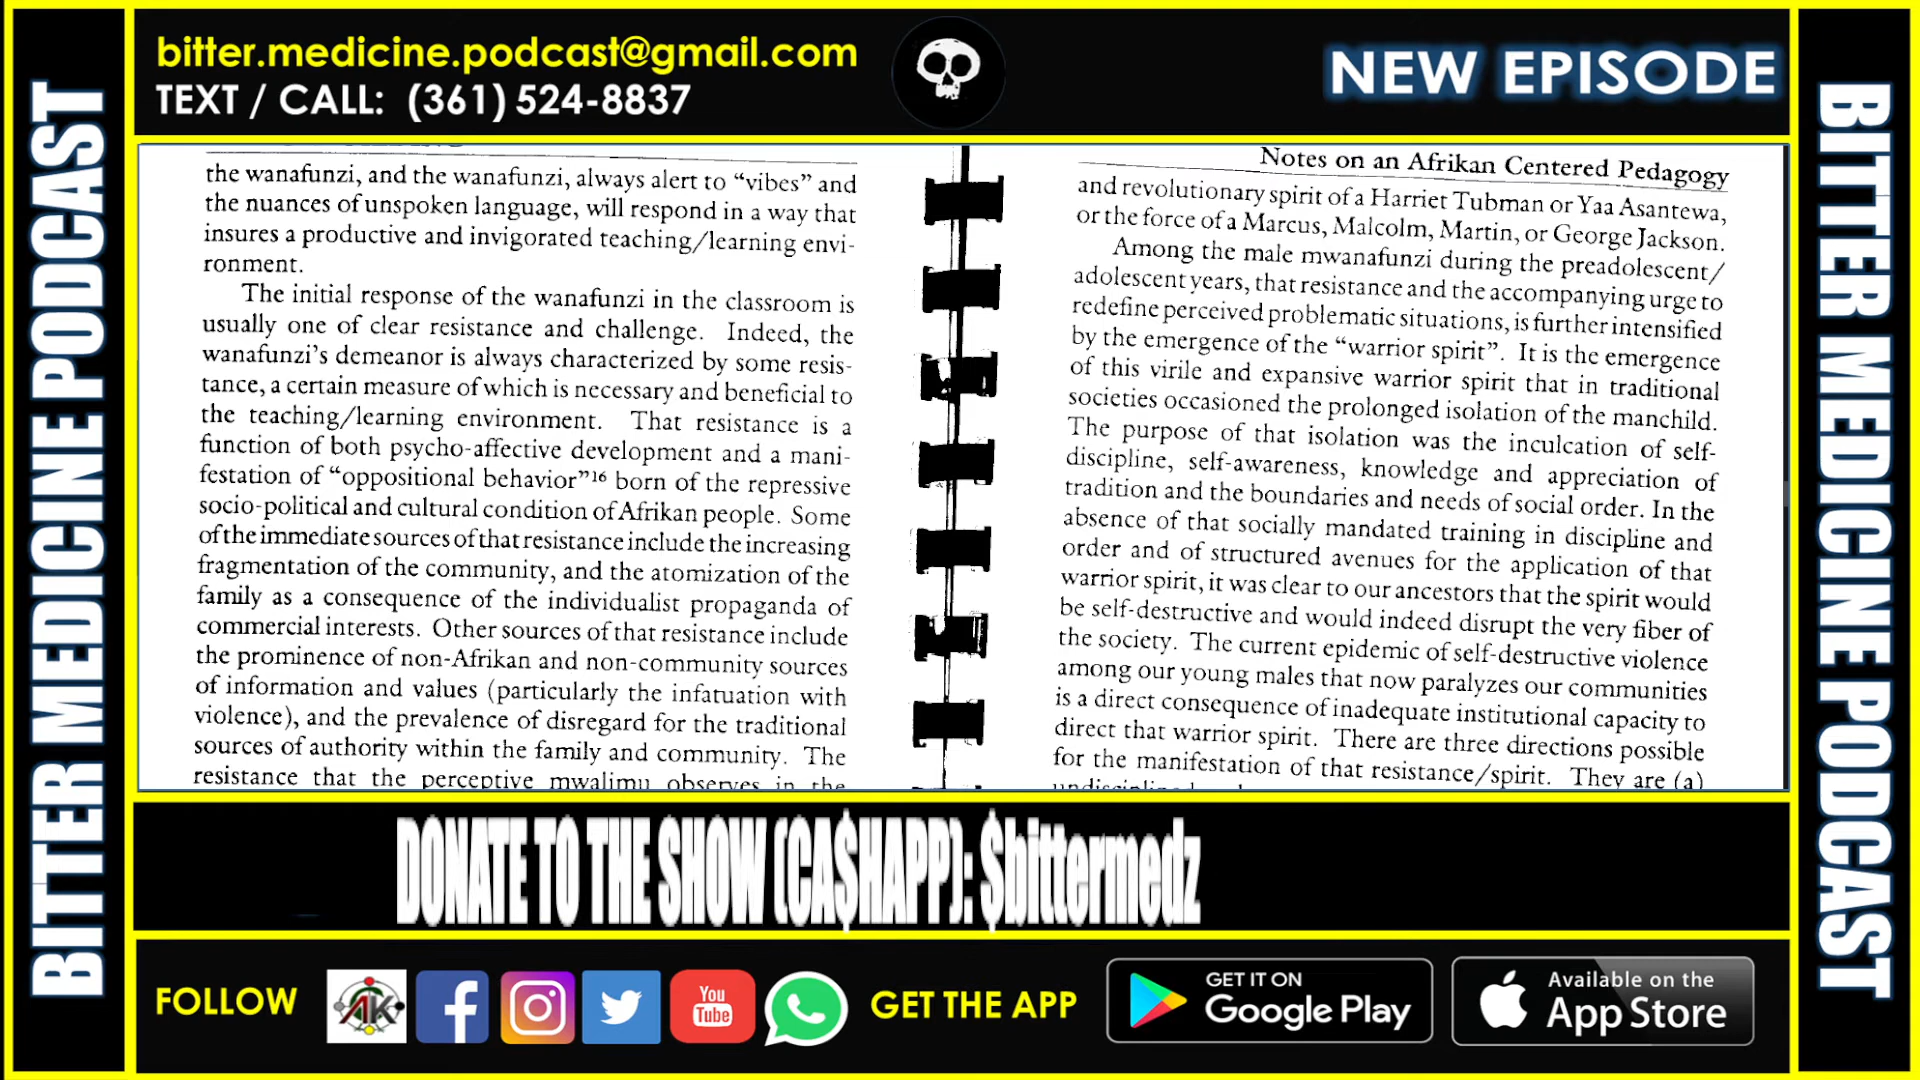 BITTER MEDICINE PODCAST
bitter.medicine.podcast@gmail.com
TEXT / CALL: (361) 524-8837
NEW EPISODE
the wanafunzi, and the wanafunzi, always alert to “vibes” and
the nuances of unspoken language, will respond in a way that
insures a productive and invigorated teaching/learning envi-
ronment.
The initial response of the wanafunzi in the classroom is
usually one of clear resistance and challenge. Indeed, the
wanafunzi’s demeanor is always characterized by some resis-
tance, a certain measure of which is necessary and beneficial to
the teaching/learning environment. That resistance is a
function of both psycho-affective development and a mani-
festation of “oppositional behavior”16 born of the repressive
socio-political and cultural condition of Afrikan people. Some
of the immediate sources of that resistance include the increasing
fragmentation of the community, and the atomization of the
family as a consequence of the individualist propaganda of
commercial interests. Other sources of that resistance include
the prominence of non-Afrikan and non-community sources
of information and values (particularly the infatuation with
violence), and the prevalence of disregard for the traditional
sources of authority within the family and community. The
resistance that the perceptive mwalimu observes in the
Notes on an Afrikan Centered Pedagogy
and revolutionary spirit of a Harriet Tubman or Yaa Asantewa,
or the force of a Marcus, Malcolm, Martin, or George Jackson.
Among the male mwanafunzi during the preadolescent/
adolescent years, that resistance and the accompanying urge to
redefine perceived problematic situations, is further intensified
by the emergence of the “warrior spirit”. It is the emergence
of this virile and expansive warrior spirit that in traditional
societies occasioned the prolonged isolation of the manchild.
The purpose of that isolation was the inculcation of self-
discipline, self-awareness, knowledge and appreciation of
tradition and the boundaries and needs of social order. In the
absence of that socially mandated training in discipline and
order and of structured avenues for the application of that
warrior spirit, it was clear to our ancestors that the spirit would
be self-destructive and would indeed disrupt the very fiber of
the society. The current epidemic of self-destructive violence
among our young males that now paralyzes our communities
is a direct consequence of inadequate institutional capacity to
direct that warrior spirit. There are three directions possible
for the manifestation of that resistance/spirit. They are (a)
BITTER MEDICINE PODCAST
DONATE TO THE SHOW (CA$HAPP): $bittermedz
FOLLOW
AK
You
Tube
GET THE APP
GET IT ON
Google Play
Available on the
App Store